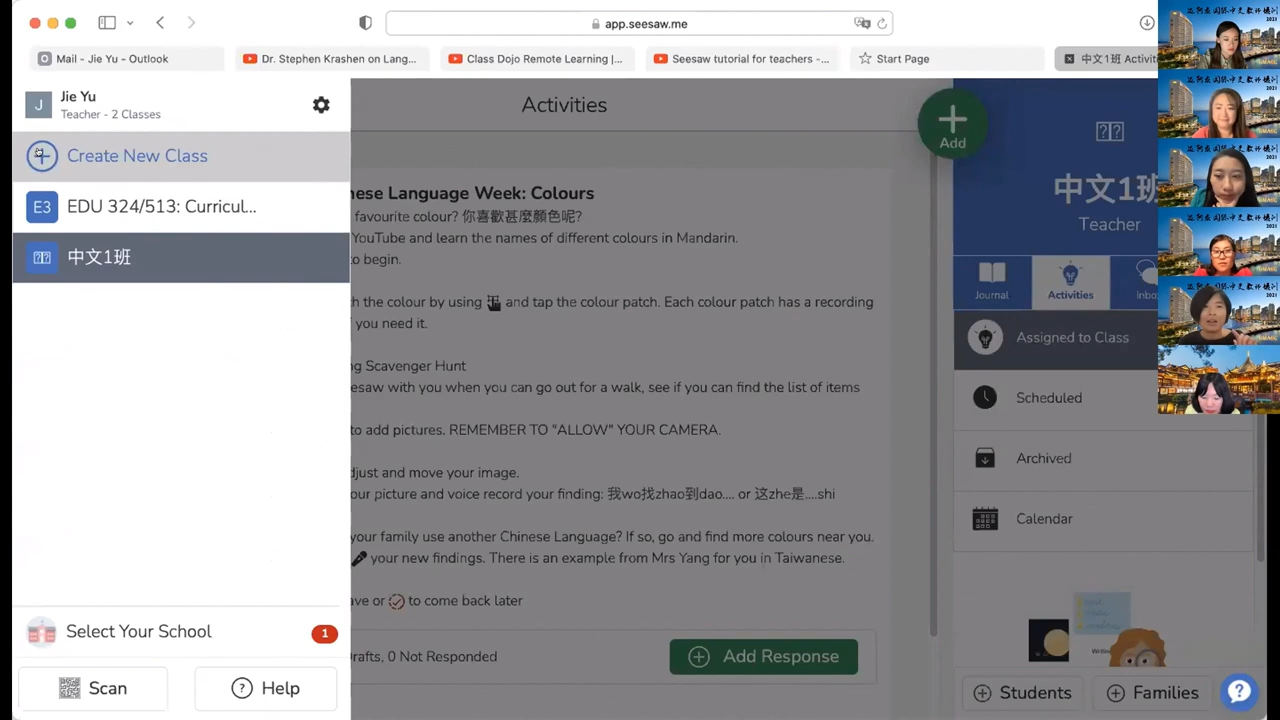 app.seesaw.me
Mail - Jie Yu - Outlook
Dr. Stephen Krashen on Lang...
Class Dojo Remote Learning |...
Seesaw tutorial for teachers -...
Start Page
中文1班 Activit
J
Jie Yu
Teacher - 2 Classes
Create New Class
E3
EDU 324/513: Curricul...
中文1班
Select Your School
1
Scan
? Help
Activities
nese Language Week: Colours
favourite colour? 你喜歡甚麼顏色呢?
YouTube and learn the names of different colours in Mandarin.
to begin.
ch the colour by using and tap the colour patch. Each colour patch has a recording
f you need it.
ng Scavenger Hunt
esaw with you when you can go out for a walk, see if you can find the list of items
to add pictures. REMEMBER TO "ALLOW" YOUR CAMERA.
djust and move your image.
our picture and voice record your finding: 我wo找zhao到dao.... or 这zhe是....shi
your family use another Chinese Language? If so, go and find more colours near you.
your new findings. There is an example from Mrs Yang for you in Taiwanese.
ave or to come back later
Drafts, 0 Not Responded
Add Response
Add
中文1班
Teacher
Journal
Activities
Inbo
Assigned to Class
Scheduled
Archived
Calendar
Students
Families
?